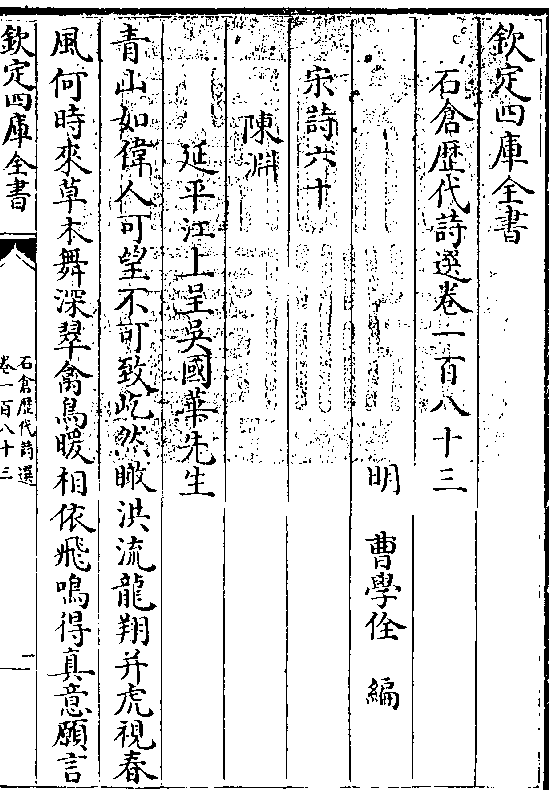 欽定四庫全書
石倉歴代詩選卷一百八十三
明 曹學佺 編
宋詩六十
陳淵
延平江上呈吳國華先生
青山如偉人可望不可致屹然瞰洪流龍翔并虎視春
風何時來草木舞深翠禽鳥暖相依飛鳴得真意願言
欽定四庫全書
石倉歴代詩選
卷一百八十三
一